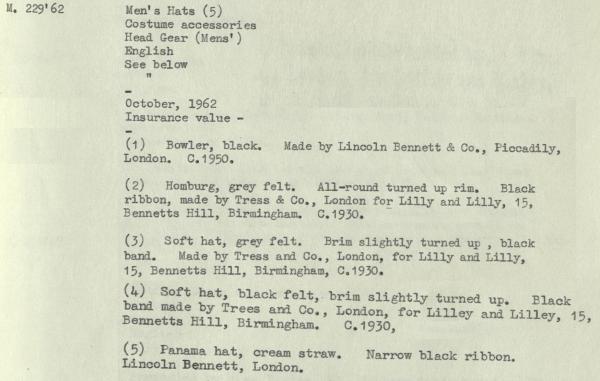 M. 229'62 Men's Hats (5)
Costume accessories
Head Gear (Mens')
English
See below
"
-
October, 1962
Insurance value -
-
(1) Bowler, black. Made by Lincoln Bennett & Co., Piccadily,
London. C.1950.
(2) Homburg, grey felt. All-round turned up rim. Black
ribbon, made by Tress & Co., London for Lilly and Lilly, 15,
Bennetts Hill, Birmingham. C.1930.
(3) Soft hat, grey felt. Brim slightly turned up , black
band. Made by Tress and Co., London, for Lilly and Lilly,
15, Bennetts Hill, Birmingham, C.1930.
(4) Soft hat, black felt, brim slightly turned up. Black
band made by Trees and Co., London, for Lilley and Lilley, 15,
Bennetts Hill, Birmingham. C.1930,
(5) Panama hat, cream straw. Narrow black ribbon.
Lincoln Bennett, London.